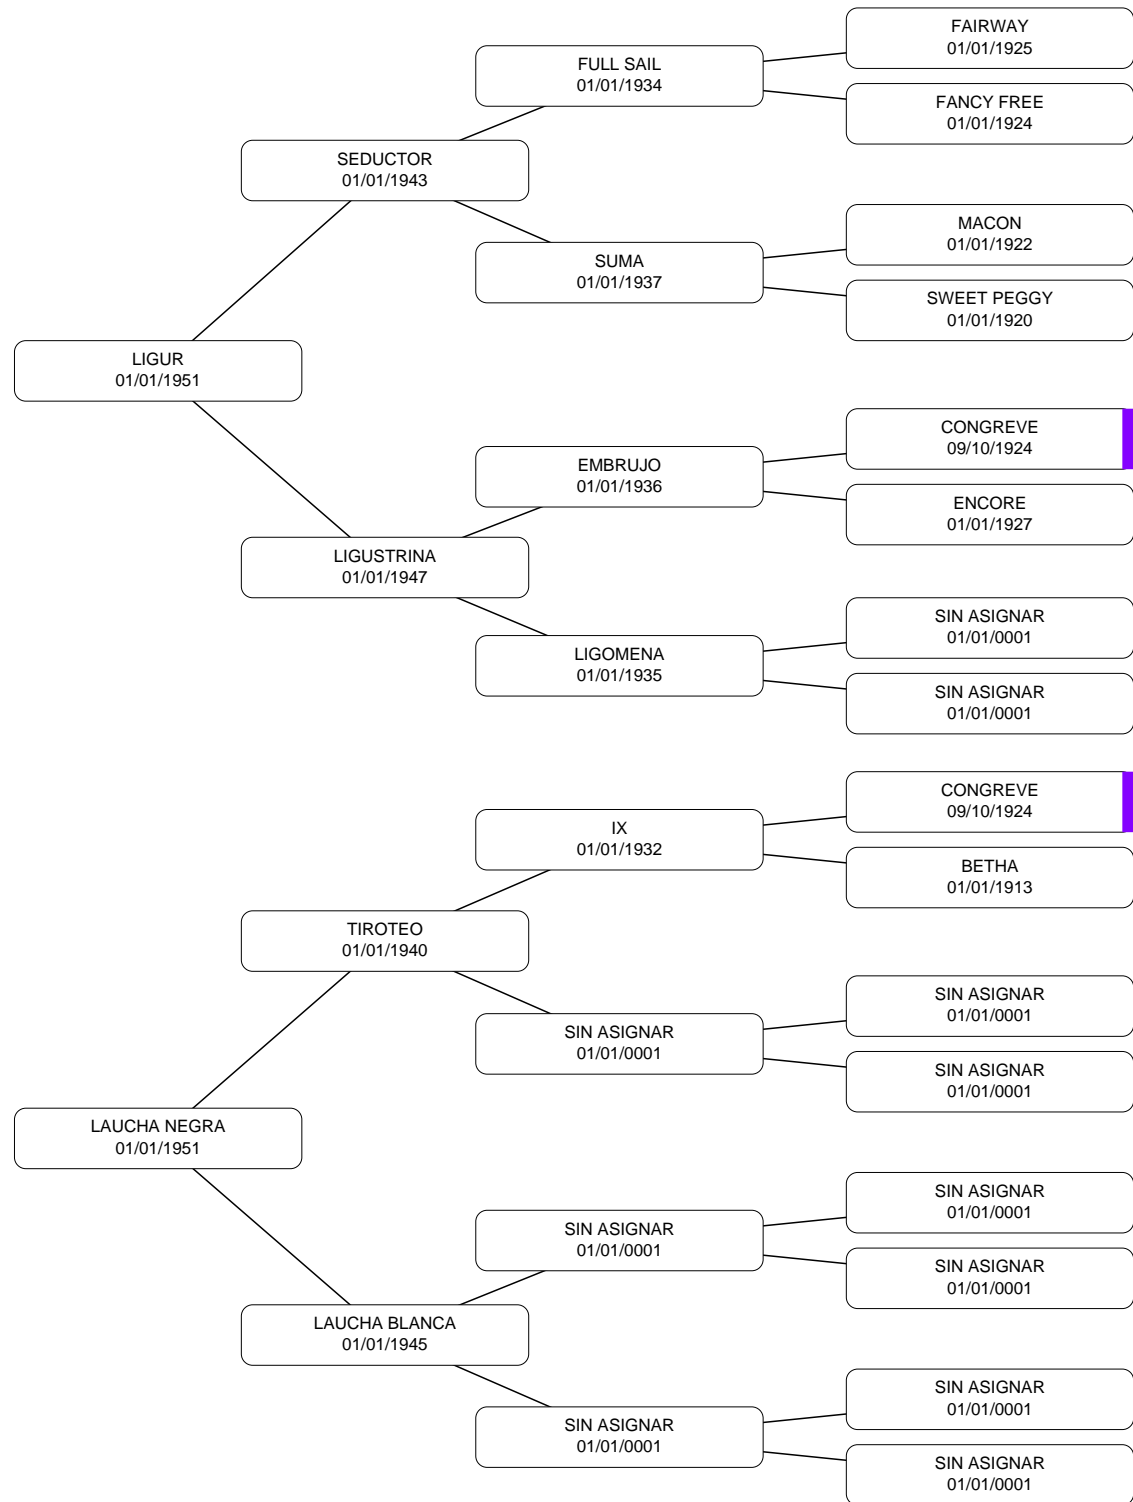 FAIRWAY
01/01/1925
FULL SAIL
01/01/1934
FANCY FREE
01/01/1924
SEDUCTOR
01/01/1943
MACON
01/01/1922
SUMA
01/01/1937
SWEET PEGGY
01/01/1920
LIGUR
01/01/1951
CONGREVE
09/10/1924
EMBRUJO
01/01/1936
ENCORE
01/01/1927
LIGUSTRINA
01/01/1947
SIN ASIGNAR
01/01/0001
LIGOMENA
01/01/1935
SIN ASIGNAR
01/01/0001
CONGREVE
09/10/1924
IX
01/01/1932
BETHA
01/01/1913
TIROTEO
01/01/1940
SIN ASIGNAR
01/01/0001
SIN ASIGNAR
01/01/0001
SIN ASIGNAR
01/01/0001
LAUCHA NEGRA
01/01/1951
SIN ASIGNAR
01/01/0001
SIN ASIGNAR
01/01/0001
SIN ASIGNAR
01/01/0001
LAUCHA BLANCA
01/01/1945
SIN ASIGNAR
01/01/0001
SIN ASIGNAR
01/01/0001
SIN ASIGNAR
01/01/0001